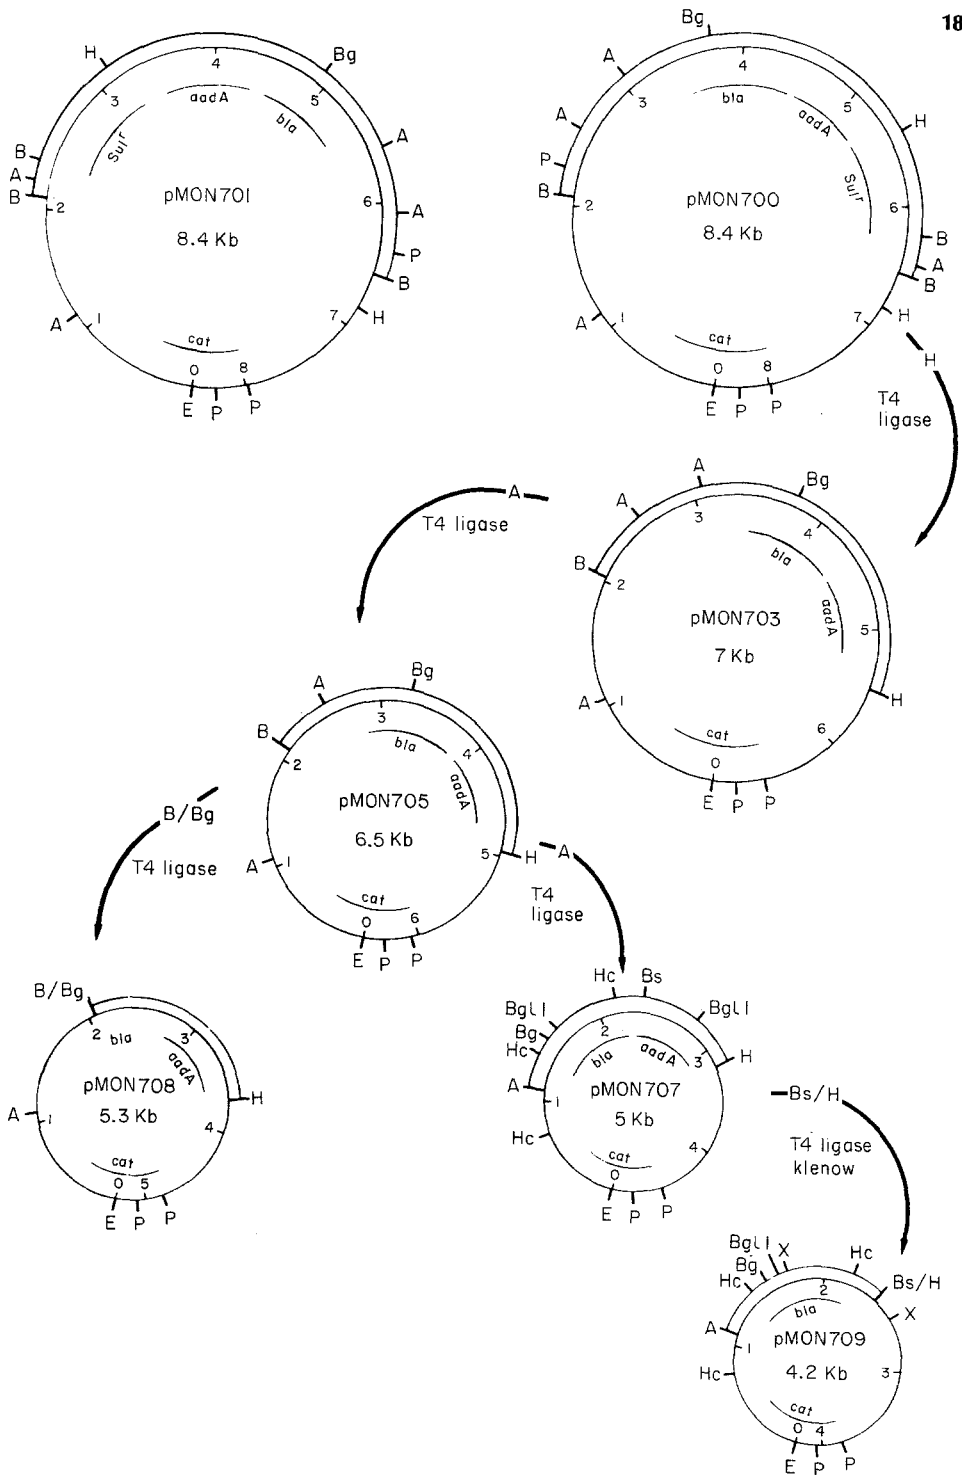 18
H
4
Bg
3
aadA
5
bla
A
Sulr
B
A
B
2
pMON701
8.4 Kb
6
A
P
B
A
1
7
H
cat
0
8
E
P
P
Bg
A
4
3
bla
5
aadA
H
A
P
B
2
pMON700
8.4 Kb
Sulr
6
B
A
B
A
1
7
H
cat
0
8
E
P
P
H
T4
ligase
A
T4 ligase
A
A
Bg
3
4
B
2
bla
aadA
pMON703
7 Kb
5
A
1
H
cat
6
0
E
P
P
Bg
A
3
B
2
bla
4
aadA
pMON705
6.5 Kb
A
1
5
H
cat
0
6
E
P
P
B/Bg
T4 ligase
A
T4
ligase
B/Bg
2
bla
3
aadA
pMON708
5.3 Kb
H
A
1
4
cat
0
5
E
P
P
Hc
Bs
BglI
BglI
Bg
2
Hc
bla
aadA
3
H
A
1
pMON707
5 Kb
Hc
4
cat
0
E
P
P
Bs/H
T4 ligase
klenow
BglI
X
Hc
Bg
Hc
Bs/H
2
bla
X
A
1
pMON709
4.2 Kb
Hc
3
cat
0
4
E
P
P